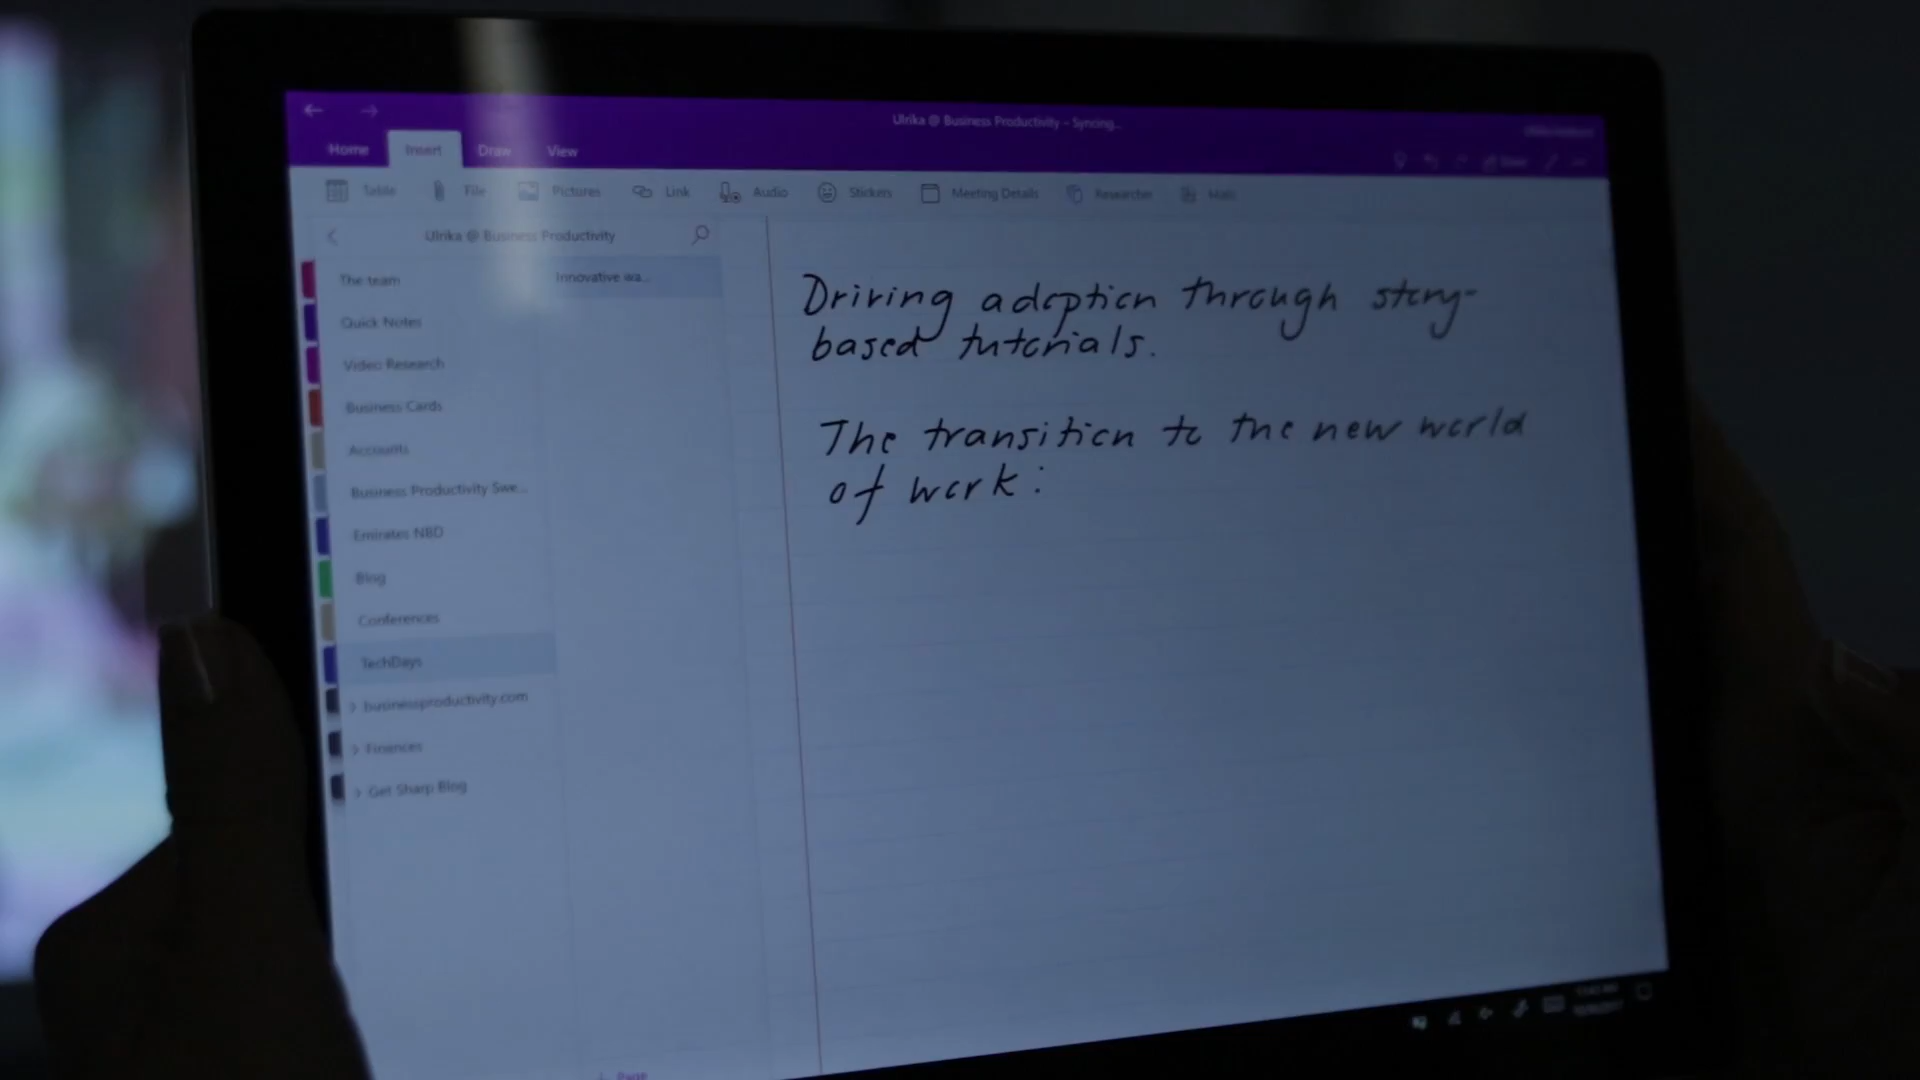 Ulrika @ Business Productivity – Syncing...
Home Insert Draw View
Share
Table File Pictures Link Audio Stickers Meeting Details Researcher Math
Ulrika @ Business Productivity
The team
Quick Notes
Video Research
Business Cards
Accounts
Business Productivity Swe...
Emirates NBD
Blog
Conferences
TechDays
businessproductivity.com
Finances
Get Sharp Blog
Innovative wa...
Page
Driving adoption through story-
based tutorials.
The transition to the new world
of work: